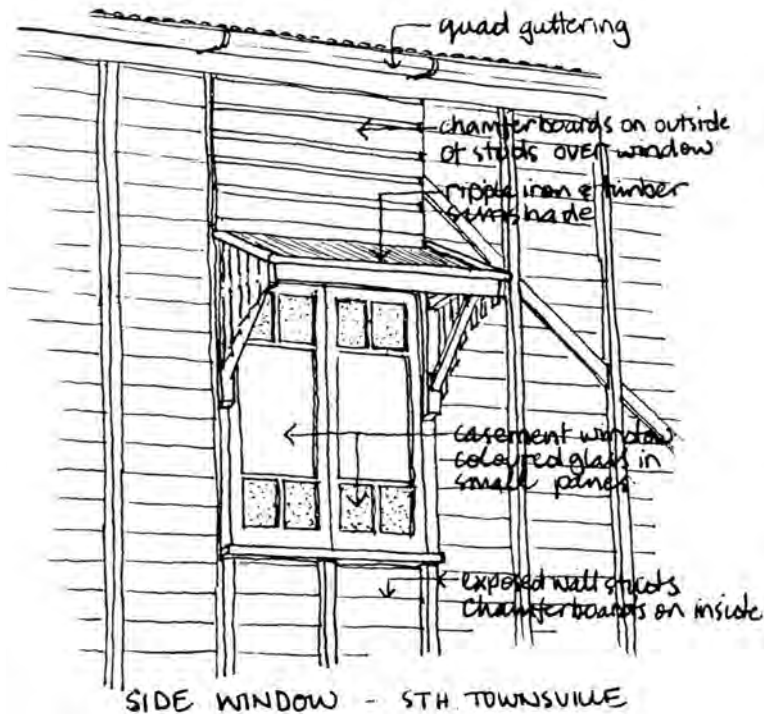 quad guttering
chamferboards on outside
of studs over window
ripple iron & timber
sunshade
casement window
coloured glass in
small panes
exposed wall studs
chamferboards on inside
SIDE WINDOW - STH TOWNSVILLE